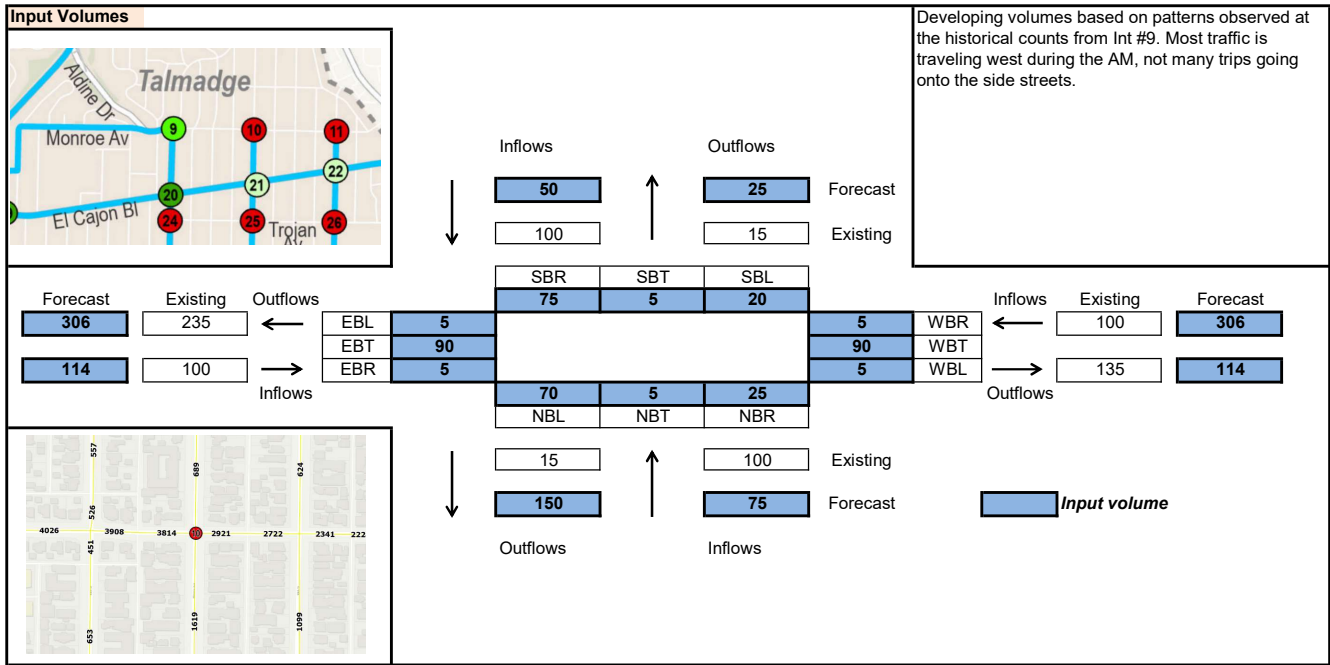 Input Volumes
Developing volumes based on patterns observed at
the historical counts from Int #9. Most traffic is
traveling west during the AM, not many trips going
onto the side streets.
Talmadge
Aldine Dr
Monroe Av
9
10
11
20
21
22
El Cajon Bl
24
25
26
Trojan
Av
Inflows Outflows
50 25 Forecast
100 15 Existing
SBR SBT SBL
75 5 20
Forecast Existing Outflows
306 235
114 100
Inflows
EBL 5
EBT 90
EBR 5
5 WBR
90 WBT
5 WBL
Inflows Existing Forecast
100 306
135 114
Outflows
70 5 25
NBL NBT NBR
15 100 Existing
150 75 Forecast
Outflows Inflows
Input volume
557
689
624
526
4026 3908 3814 2921 2722 2341 222
451
653
1619
1099